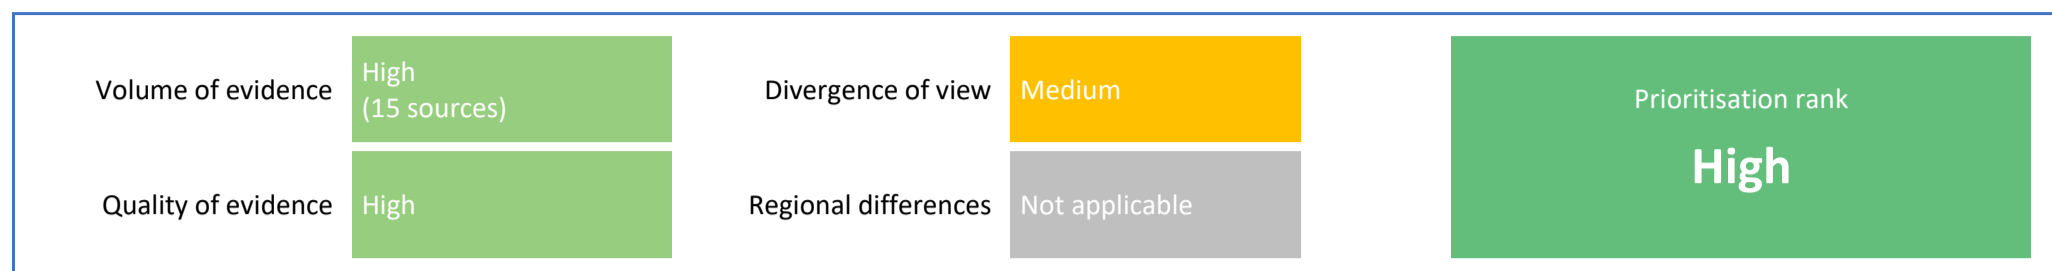 Volume of evidence
High
(15 sources)
Divergence of view
Medium
Prioritisation rank
High
Quality of evidence
High
Regional differences
Not applicable